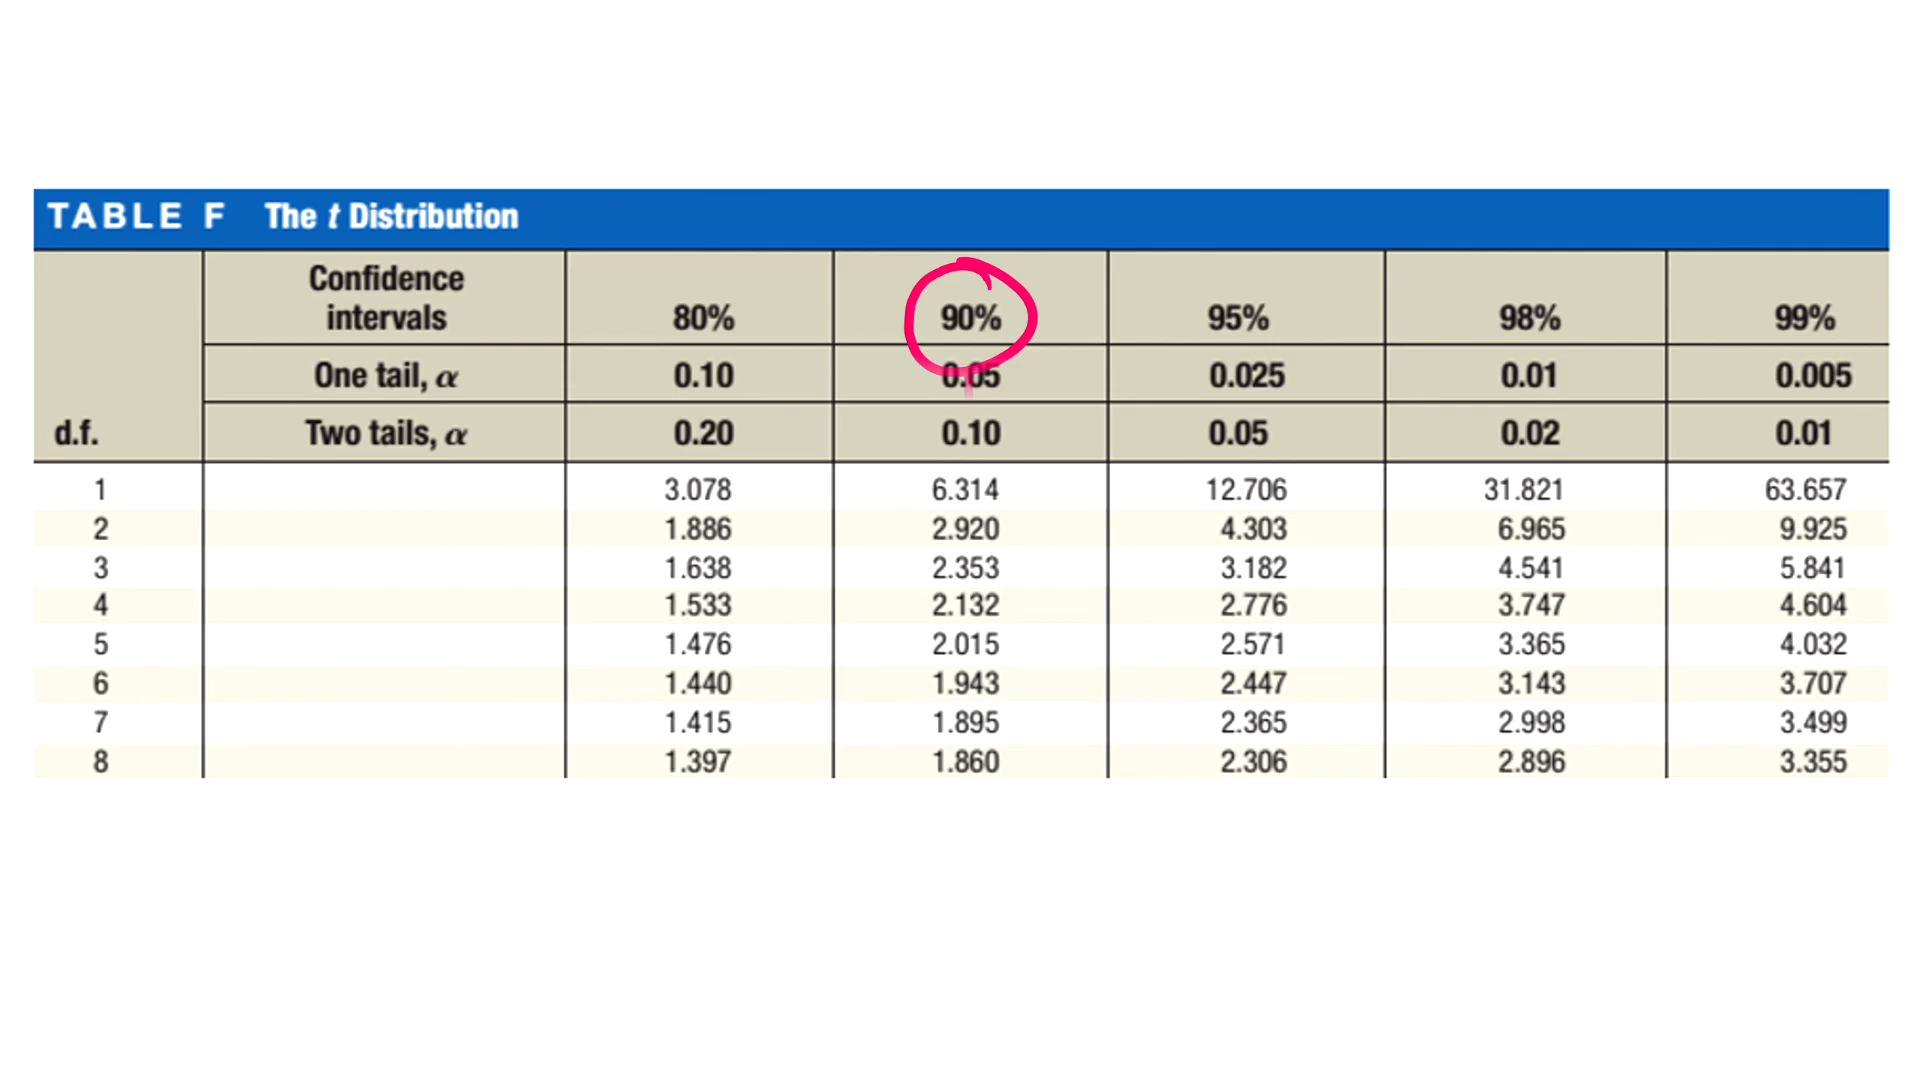 TABLE F The t Distribution
Confidence intervals 80% 90% 95% 98% 99%
One tail, α 0.10 0.05 0.025 0.01 0.005
d.f. Two tails, α 0.20 0.10 0.05 0.02 0.01
1 3.078 6.314 12.706 31.821 63.657
2 1.886 2.920 4.303 6.965 9.925
3 1.638 2.353 3.182 4.541 5.841
4 1.533 2.132 2.776 3.747 4.604
5 1.476 2.015 2.571 3.365 4.032
6 1.440 1.943 2.447 3.143 3.707
7 1.415 1.895 2.365 2.998 3.499
8 1.397 1.860 2.306 2.896 3.355